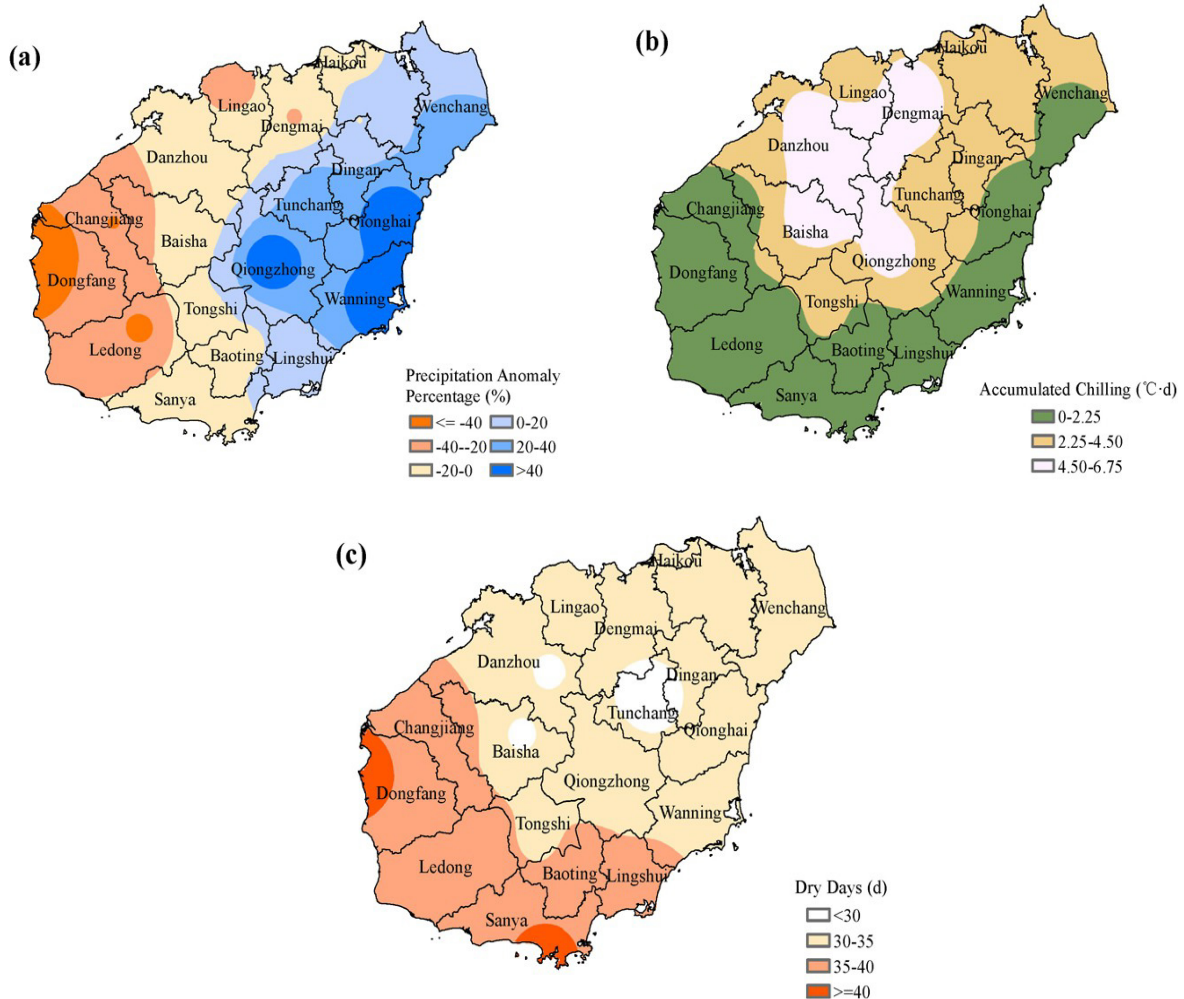 (a)
Haikou
Lingao
Wenchang
Dengmai
Danzhou
Dingan
Tunchang
Changjiang
Qionghai
Baisha
Qiongzhong
Dongfang
Wanning
Tongshi
Ledong
Baoting
Lingshui
Sanya
Precipitation Anomaly
Percentage (%)
<= -40 0-20
-40--20 20-40
-20-0 >40
(b)
Haikou
Lingao
Wenchang
Dengmai
Danzhou
Dingan
Tunchang
Changjiang
Qionghai
Baisha
Qiongzhong
Dongfang
Wanning
Tongshi
Ledong
Baoting
Lingshui
Sanya
Accumulated Chilling (℃·d)
0-2.25
2.25-4.50
4.50-6.75
(c)
Haikou
Lingao
Wenchang
Dengmai
Danzhou
Dingan
Tunchang
Changjiang
Qionghai
Baisha
Qiongzhong
Dongfang
Wanning
Tongshi
Ledong
Baoting
Lingshui
Sanya
Dry Days (d)
<30
30-35
35-40
>=40